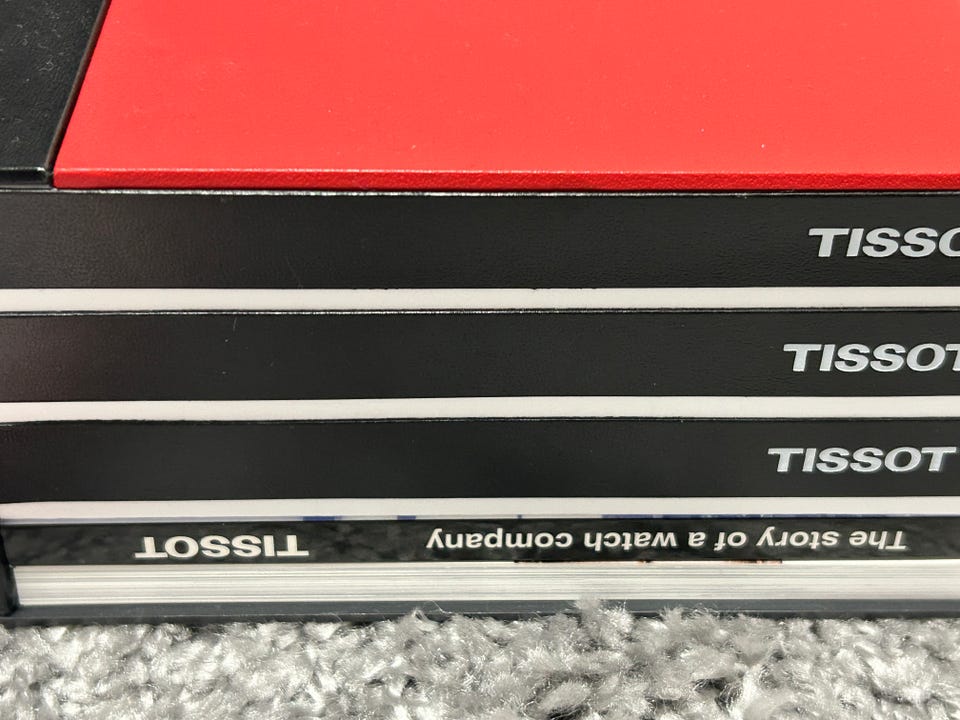 TISSO
TISSOT
TISSOT
TISSOT The story of a watch company